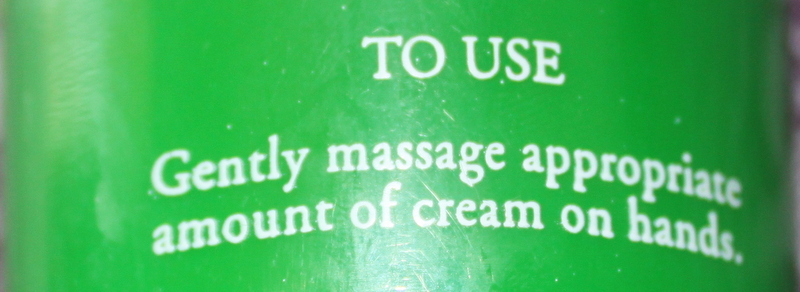 TO USE
Gently massage appropriate
amount of cream on hands.